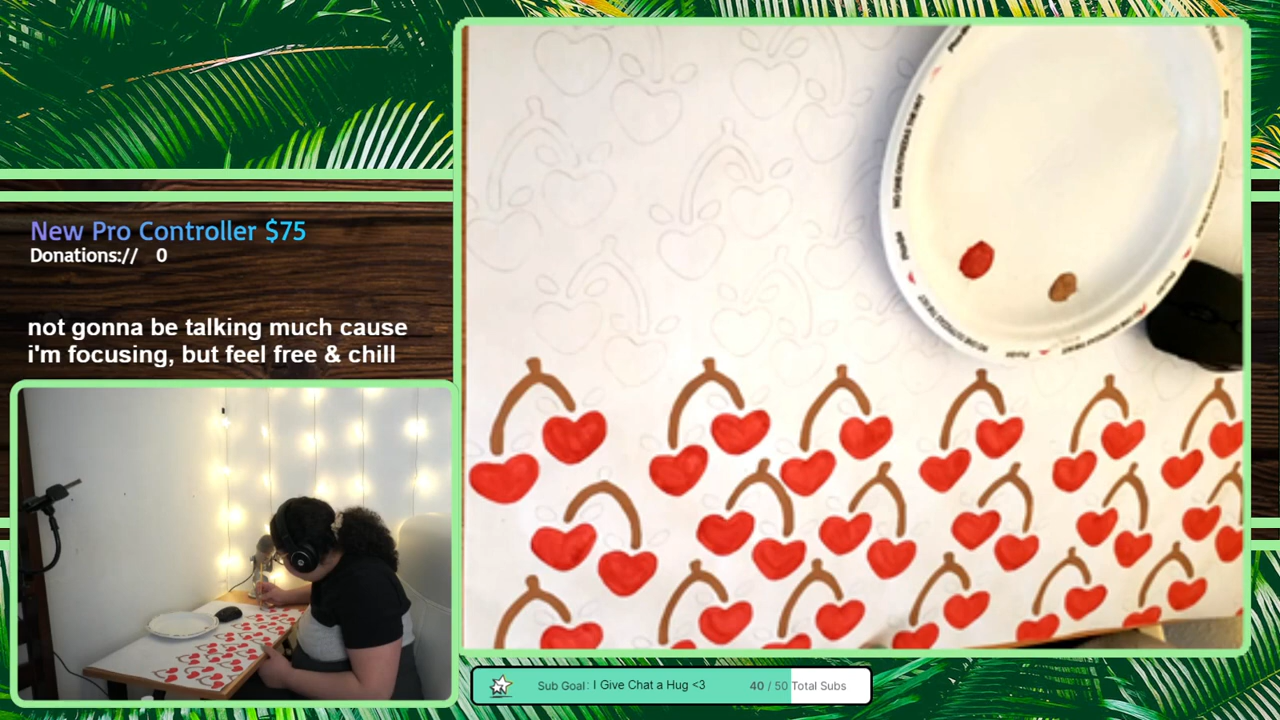 New Pro Controller $75
Donations:// 0
not gonna be talking much cause
i'm focusing, but feel free & chill
Sub Goal: I Give Chat a Hug <3 40 / 50 Total Subs